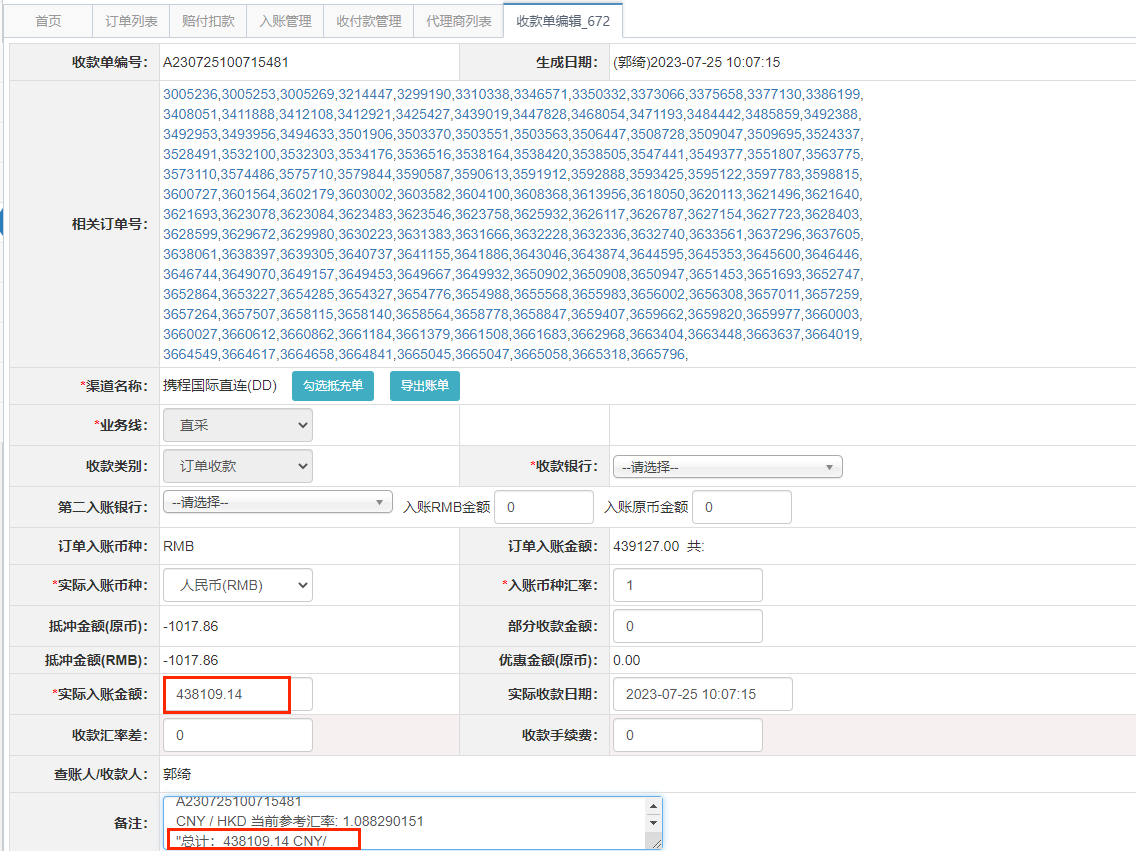 首页 订单列表 赔付扣款 入账管理 收付款管理 代理商列表 收款单编辑_672
收款单编号: A230725100715481 生成日期: (郭绮)2023-07-25 10:07:15
相关订单号:
3005236,3005253,3005269,3214447,3299190,3310338,3346571,3350332,3373066,3375658,3377130,3386199,
3408051,3411888,3412108,3412921,3425427,3439019,3447828,3468054,3471193,3484442,3485859,3492388,
3492953,3493956,3494633,3501906,3503370,3503551,3503563,3506447,3508728,3509047,3509695,3524337,
3528491,3532100,3532303,3534176,3536516,3538164,3538420,3538505,3547441,3549377,3551807,3563775,
3573110,3574486,3575710,3579844,3590587,3590613,3591912,3592888,3593425,3595122,3597783,3598815,
3600727,3601564,3602179,3603002,3603582,3604100,3608368,3613956,3618050,3620113,3621496,3621640,
3621693,3623078,3623084,3623483,3623546,3623758,3625932,3626117,3626787,3627154,3627723,3628403,
3628599,3629672,3629980,3630223,3631383,3631666,3632228,3632336,3632740,3633561,3637296,3637605,
3638061,3638397,3639305,3640737,3641155,3641886,3643046,3643874,3644595,3645353,3645600,3646446,
3646744,3649070,3649157,3649453,3649667,3649932,3650902,3650908,3650947,3651453,3651693,3652747,
3652864,3653227,3654285,3654327,3654776,3654988,3655568,3655983,3656002,3656308,3657011,3657259,
3657264,3657507,3658115,3658140,3658564,3658778,3658847,3659407,3659662,3659820,3659977,3660003,
3660027,3660612,3660862,3661184,3661379,3661508,3661683,3662968,3663404,3663448,3663637,3664019,
3664549,3664617,3664658,3664841,3665045,3665047,3665058,3665318,3665796,
*渠道名称: 携程国际直连(DD) 勾选抵充单 导出账单
*业务线: 直采
收款类别: 订单收款 *收款银行: --请选择--
第二入账银行: --请选择-- 入账RMB金额 0 入账原币金额 0
订单入账币种: RMB 订单入账金额: 439127.00 共:
*实际入账币种: 人民币(RMB) *入账币种汇率: 1
抵冲金额(原币): -1017.86 部分收款金额: 0
抵冲金额(RMB): -1017.86 优惠金额(原币): 0.00
*实际入账金额: 438109.14 实际收款日期: 2023-07-25 10:07:15
收款汇率差: 0 收款手续费: 0
查账人/收款人: 郭绮
备注:
A230725100715481
CNY / HKD 当前参考汇率: 1.088290151
"总计：438109.14 CNY/